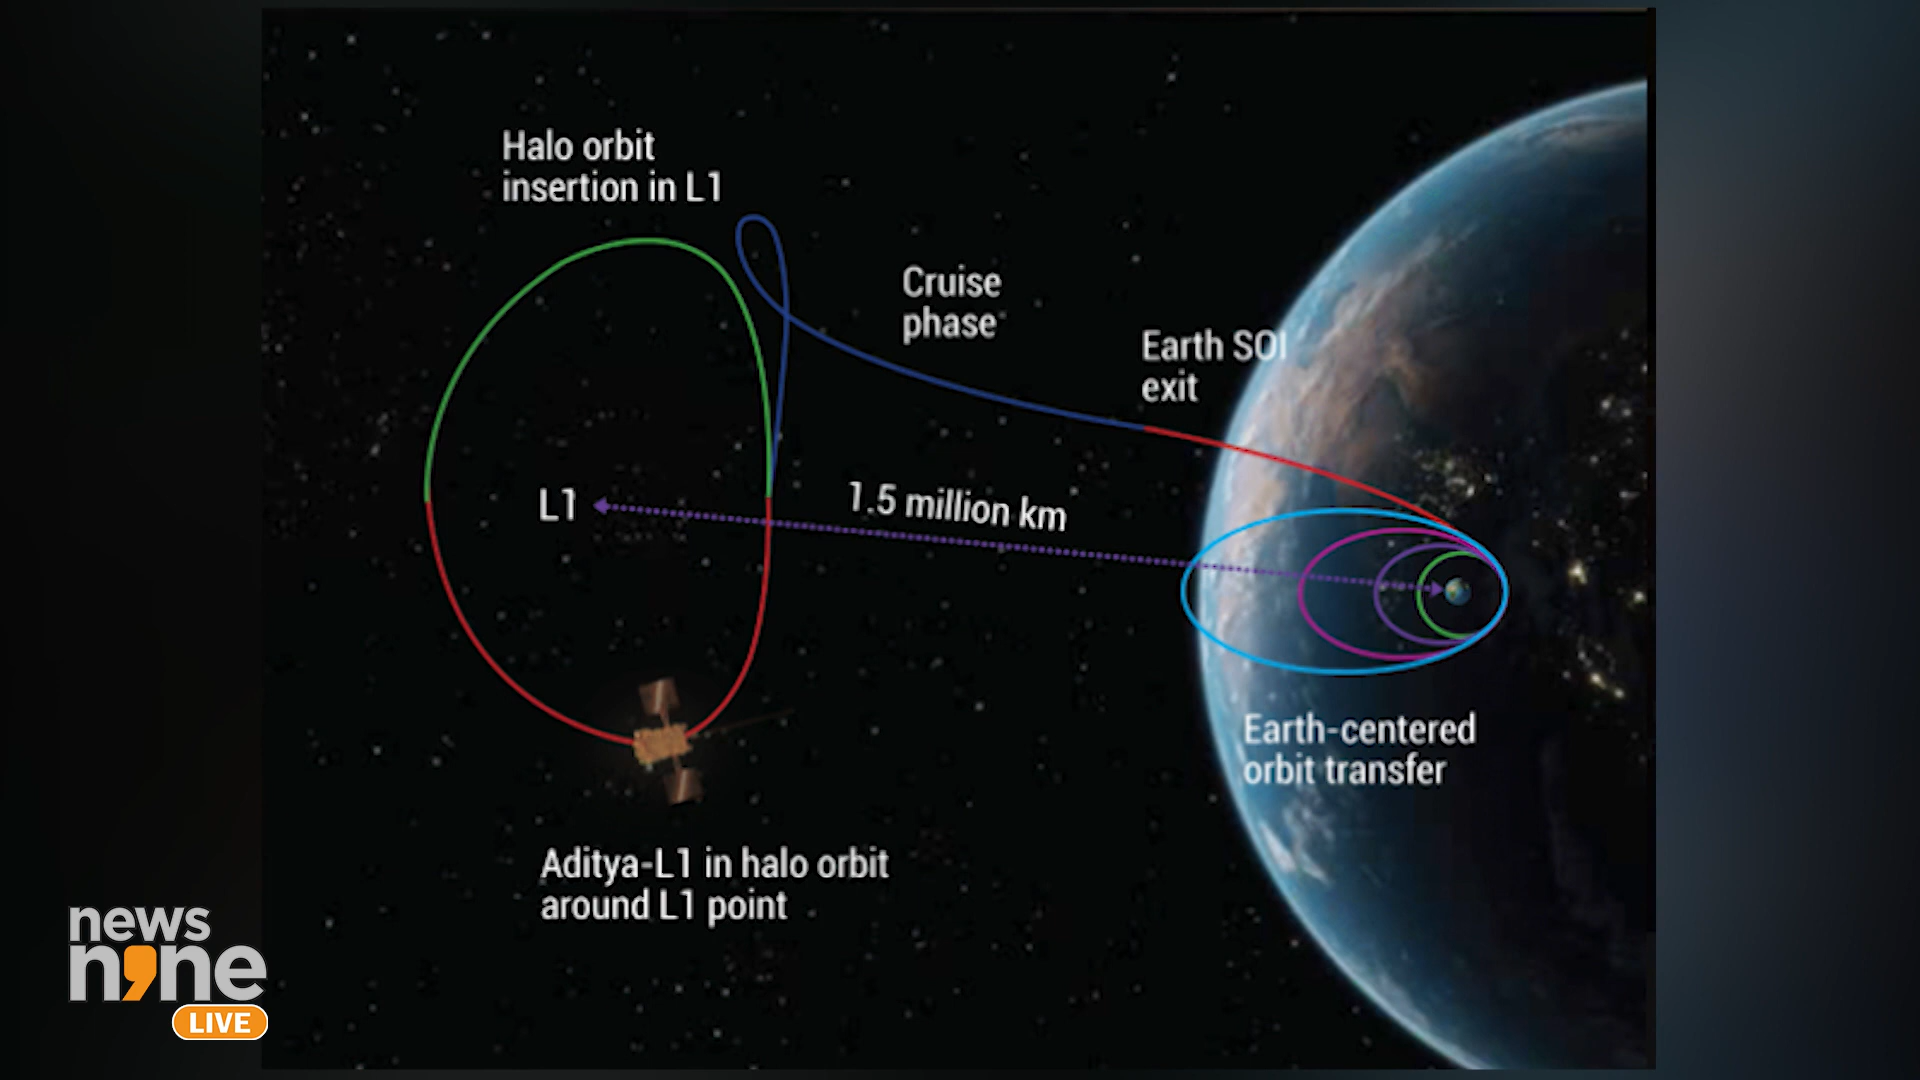 Halo orbit
insertion in L1
Cruise
phase
Earth SOI
exit
L1
1.5 million km
Earth-centered
orbit transfer
Aditya-L1 in halo orbit
around L1 point
news
nine
LIVE